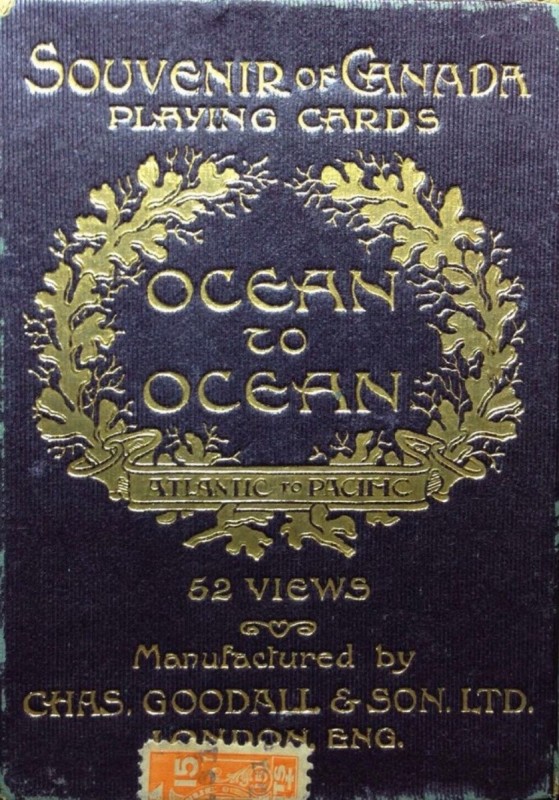 SOUVENIR OF CANADA
PLAYING CARDS
OCEAN
TO
OCEAN
ATLANTIC TO PACIFIC
52 VIEWS
Manufactured by
CHAS. GOODALL & SON. LTD.
LONDON, ENG.
15